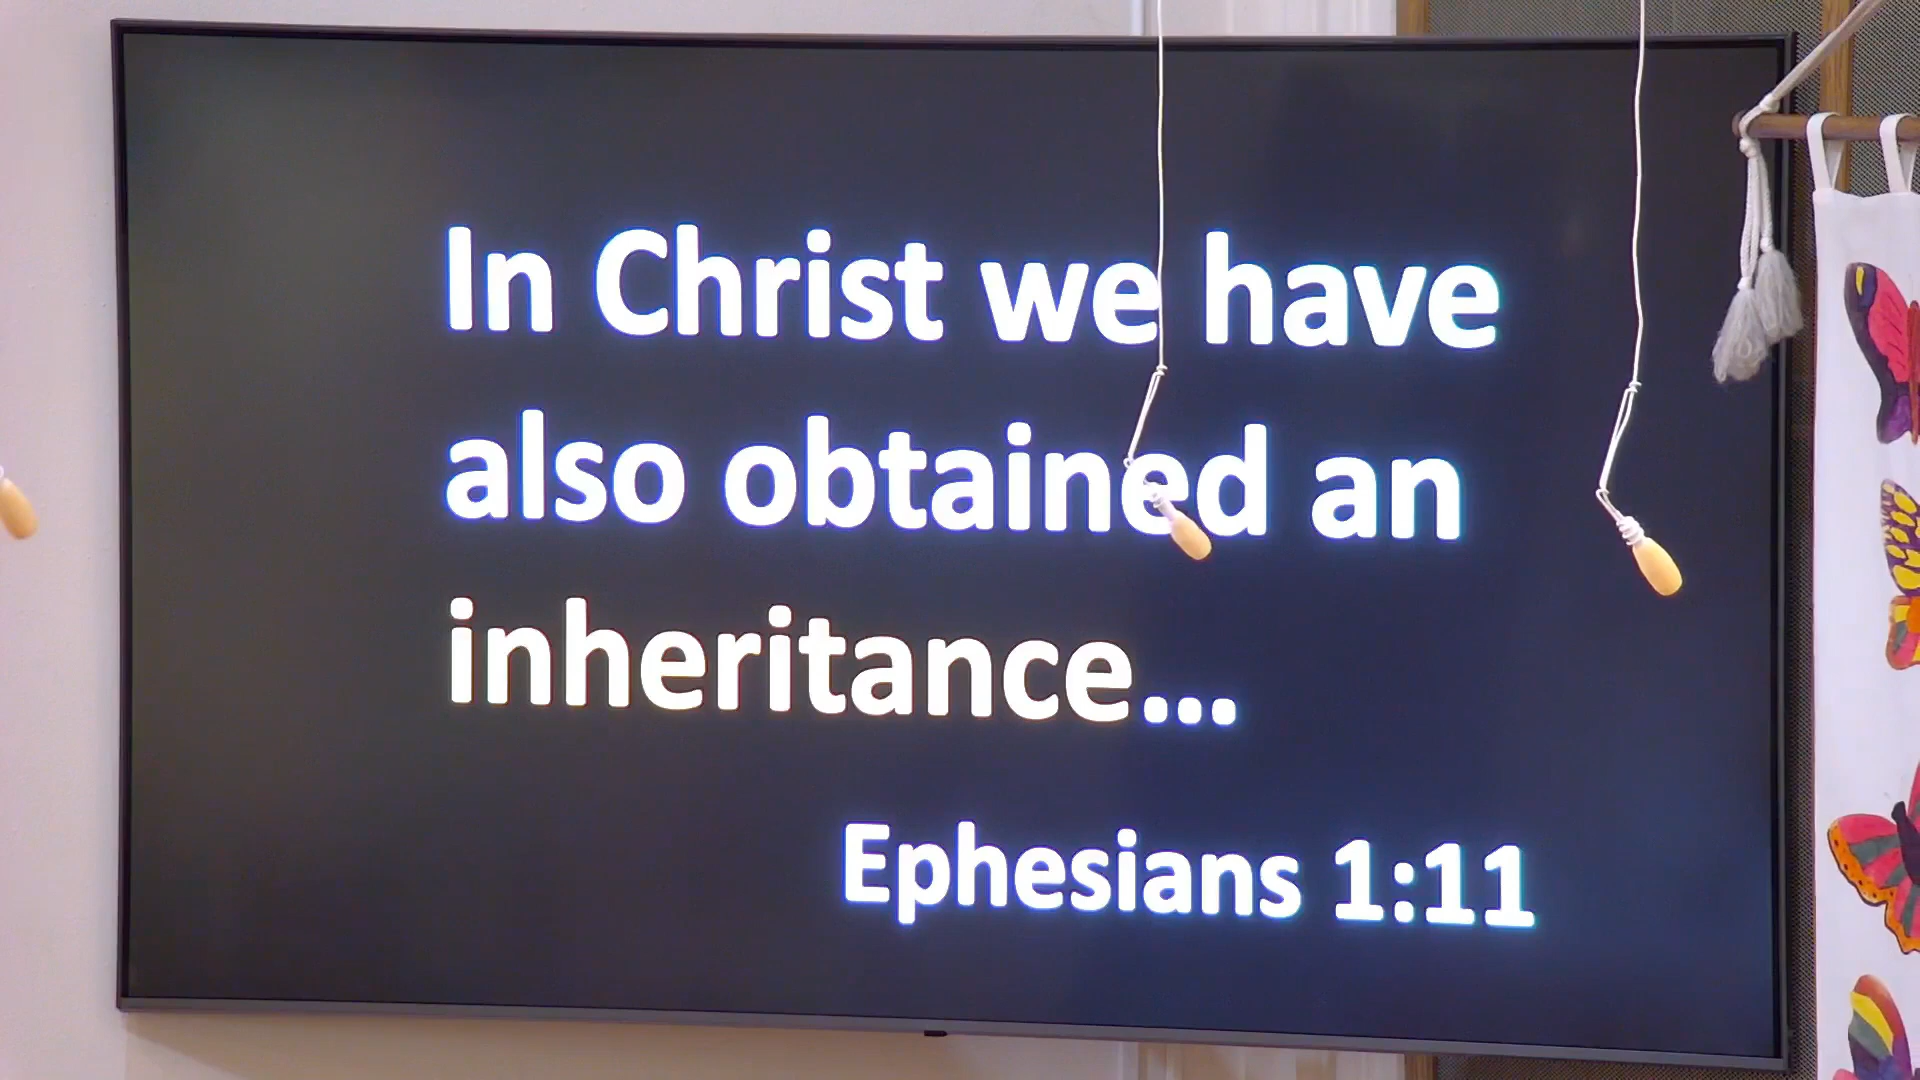 In Christ we have
also obtained an
inheritance...
Ephesians 1:11